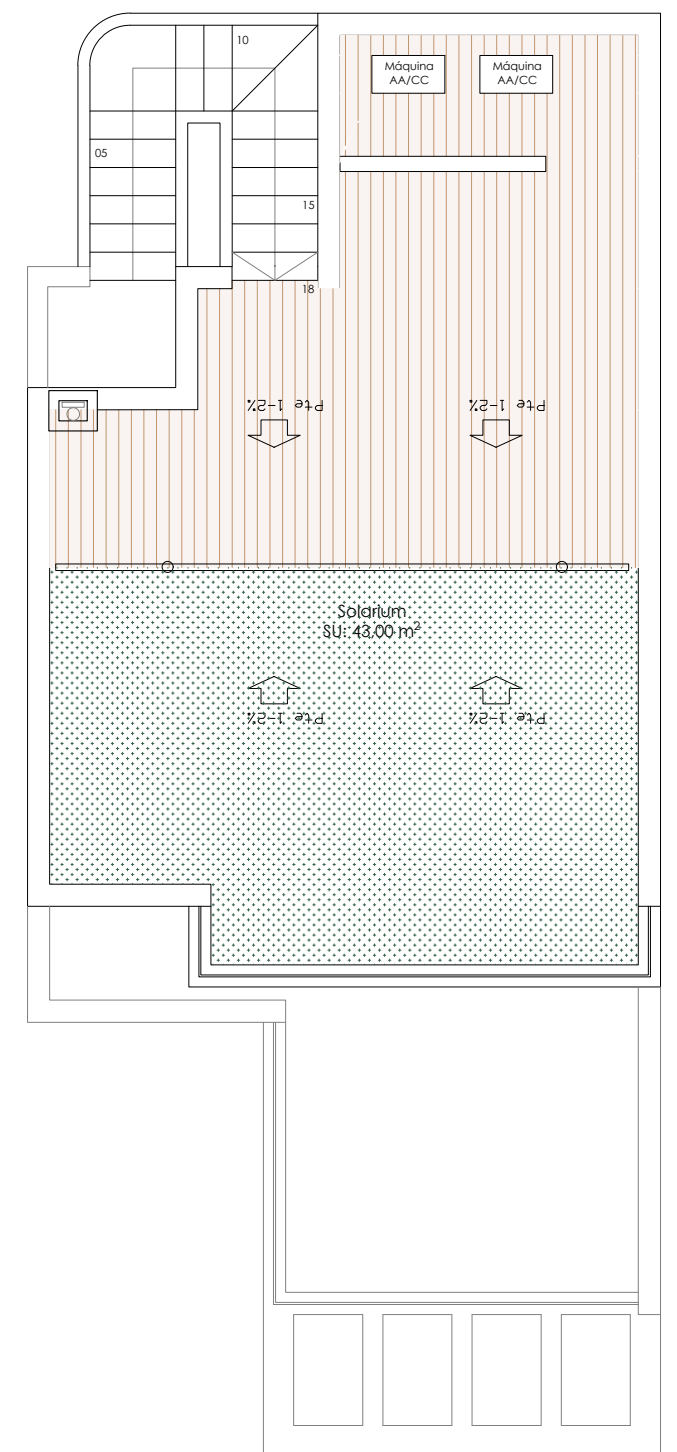 10
Máquina
AA/CC
Máquina
AA/CC
05
15
18
Pte 1-2%
Pte 1-2%
Solarium
SU: 43,00 m²
Pte 1-2%
Pte 1-2%